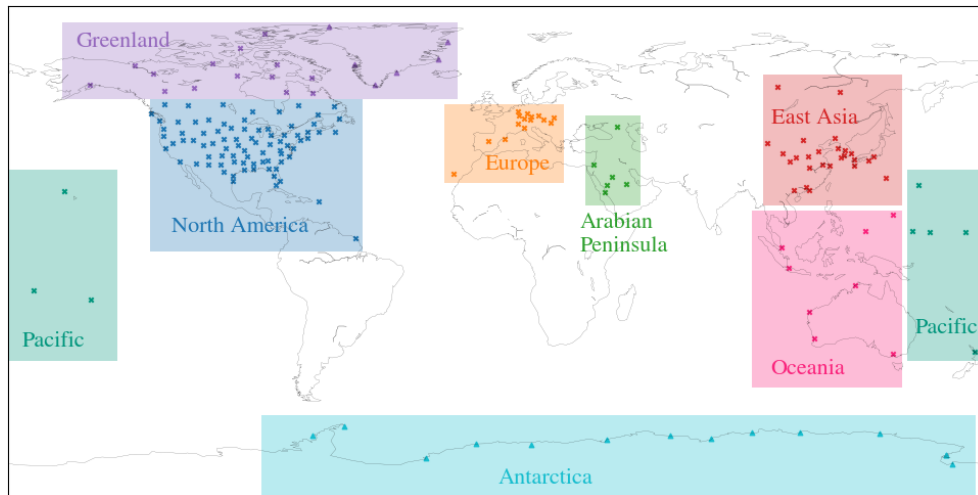 Greenland
East Asia
Europe
North America
Arabian
Peninsula
Pacific
Pacific
Oceania
Antarctica